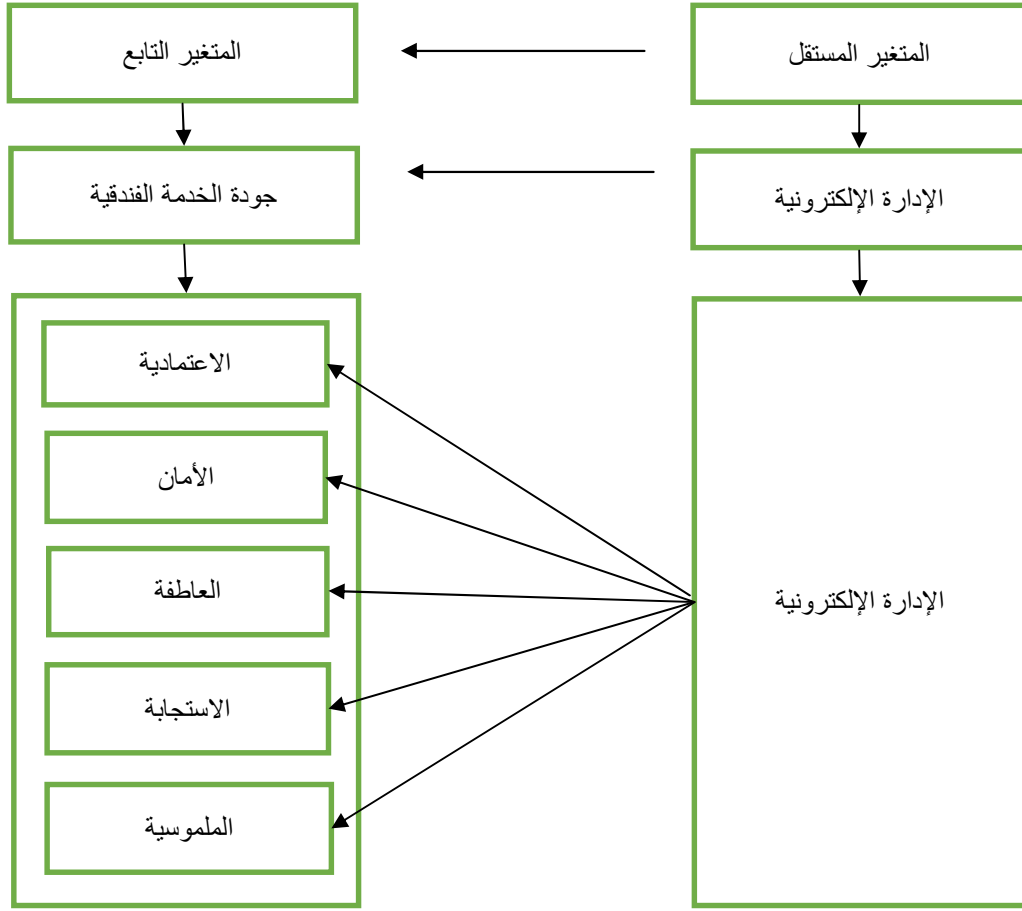 المتغير المستقل
المتغير التابع
الإدارة الإلكترونية
جودة الخدمة الفندقية
الإدارة الإلكترونية
الاعتمادية
الأمان
العاطفة
الاستجابة
الملموسية